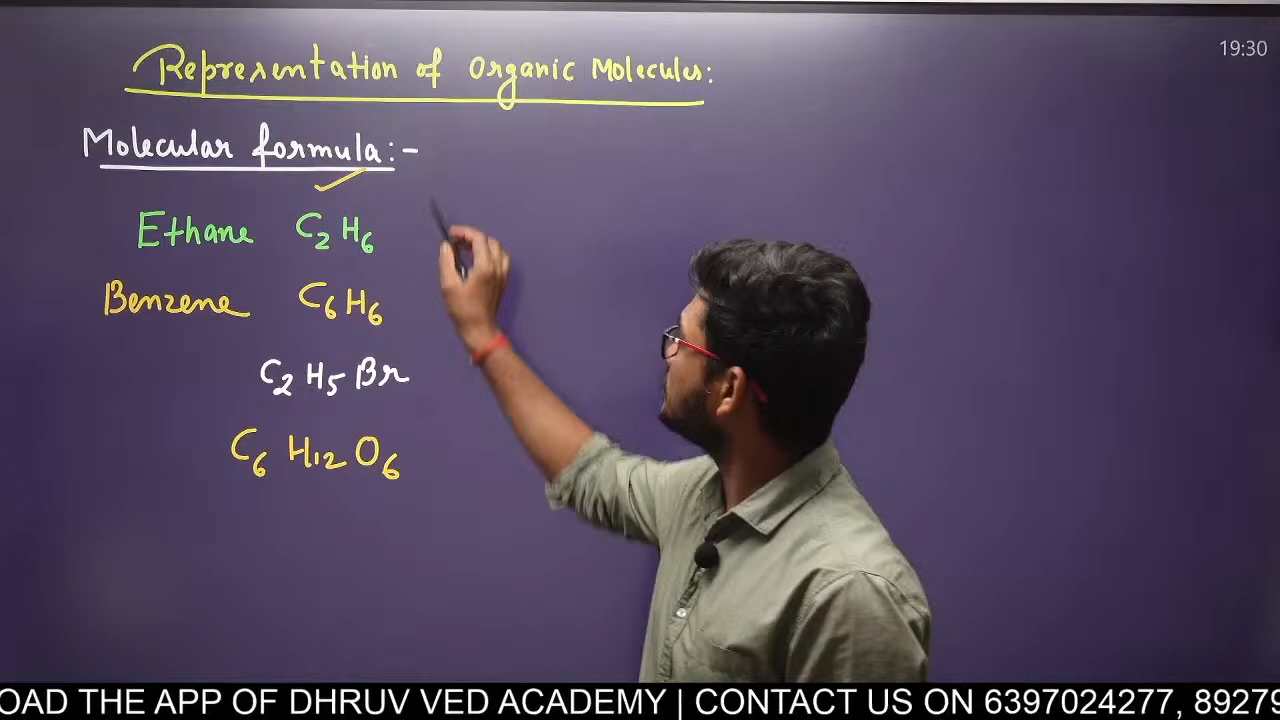 19:30
Representation of Organic Molecules:
Molecular formula:-
Ethane C2H6
Benzene C6H6
C2H5Br
C6H12O6
OAD THE APP OF DHRUV VED ACADEMY | CONTACT US ON 6397024277, 89279